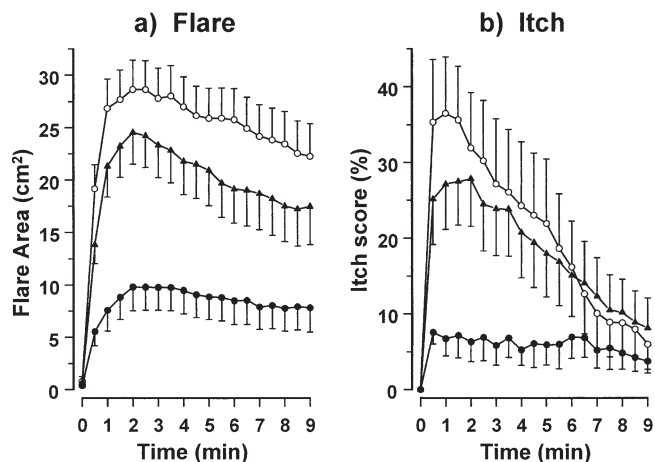 a) Flare
b) Itch
Flare Area (cm²)
30
25
20
15
10
5
0
0 1 2 3 4 5 6 7 8 9
Time (min)
Itch score (%)
40
30
20
10
0
0 1 2 3 4 5 6 7 8 9
Time (min)